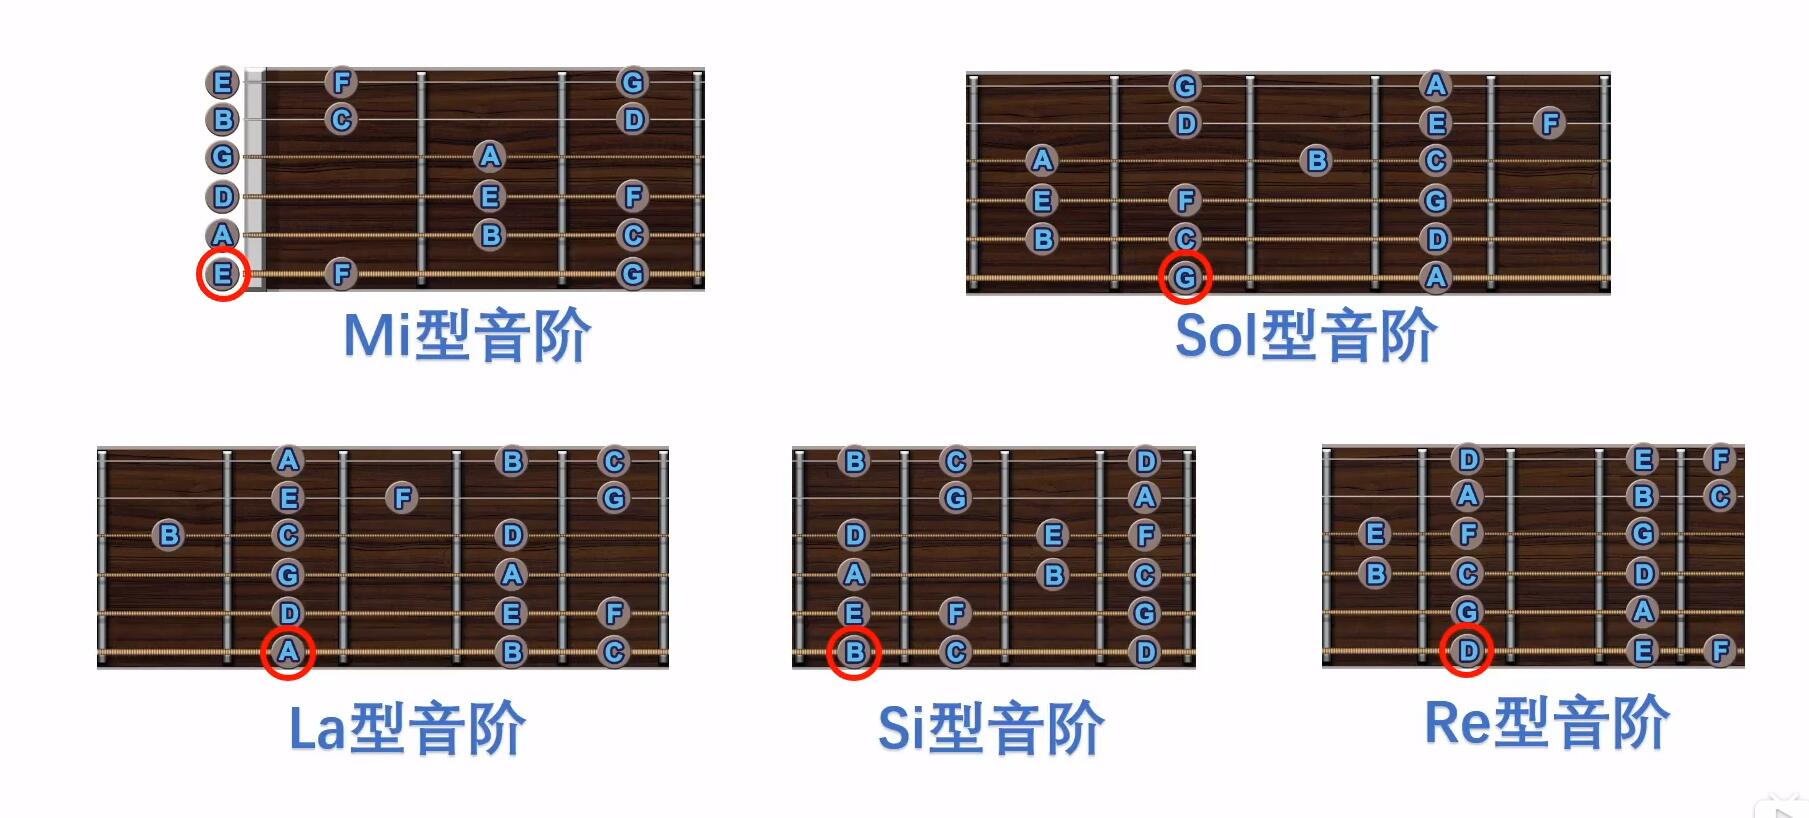 E F G
B C D
G A
D E F
A B C
E F G
Mi型音阶
G A
D E F
A B C
E F G
B C D
G A
Sol型音阶
A B C
E F G
B C D
G A
D E F
A B C
La型音阶
B C D
G A
D E F
A B C
E F G
B C D
Si型音阶
D E F
A B C
E F G
B C D
G A
D E F
Re型音阶